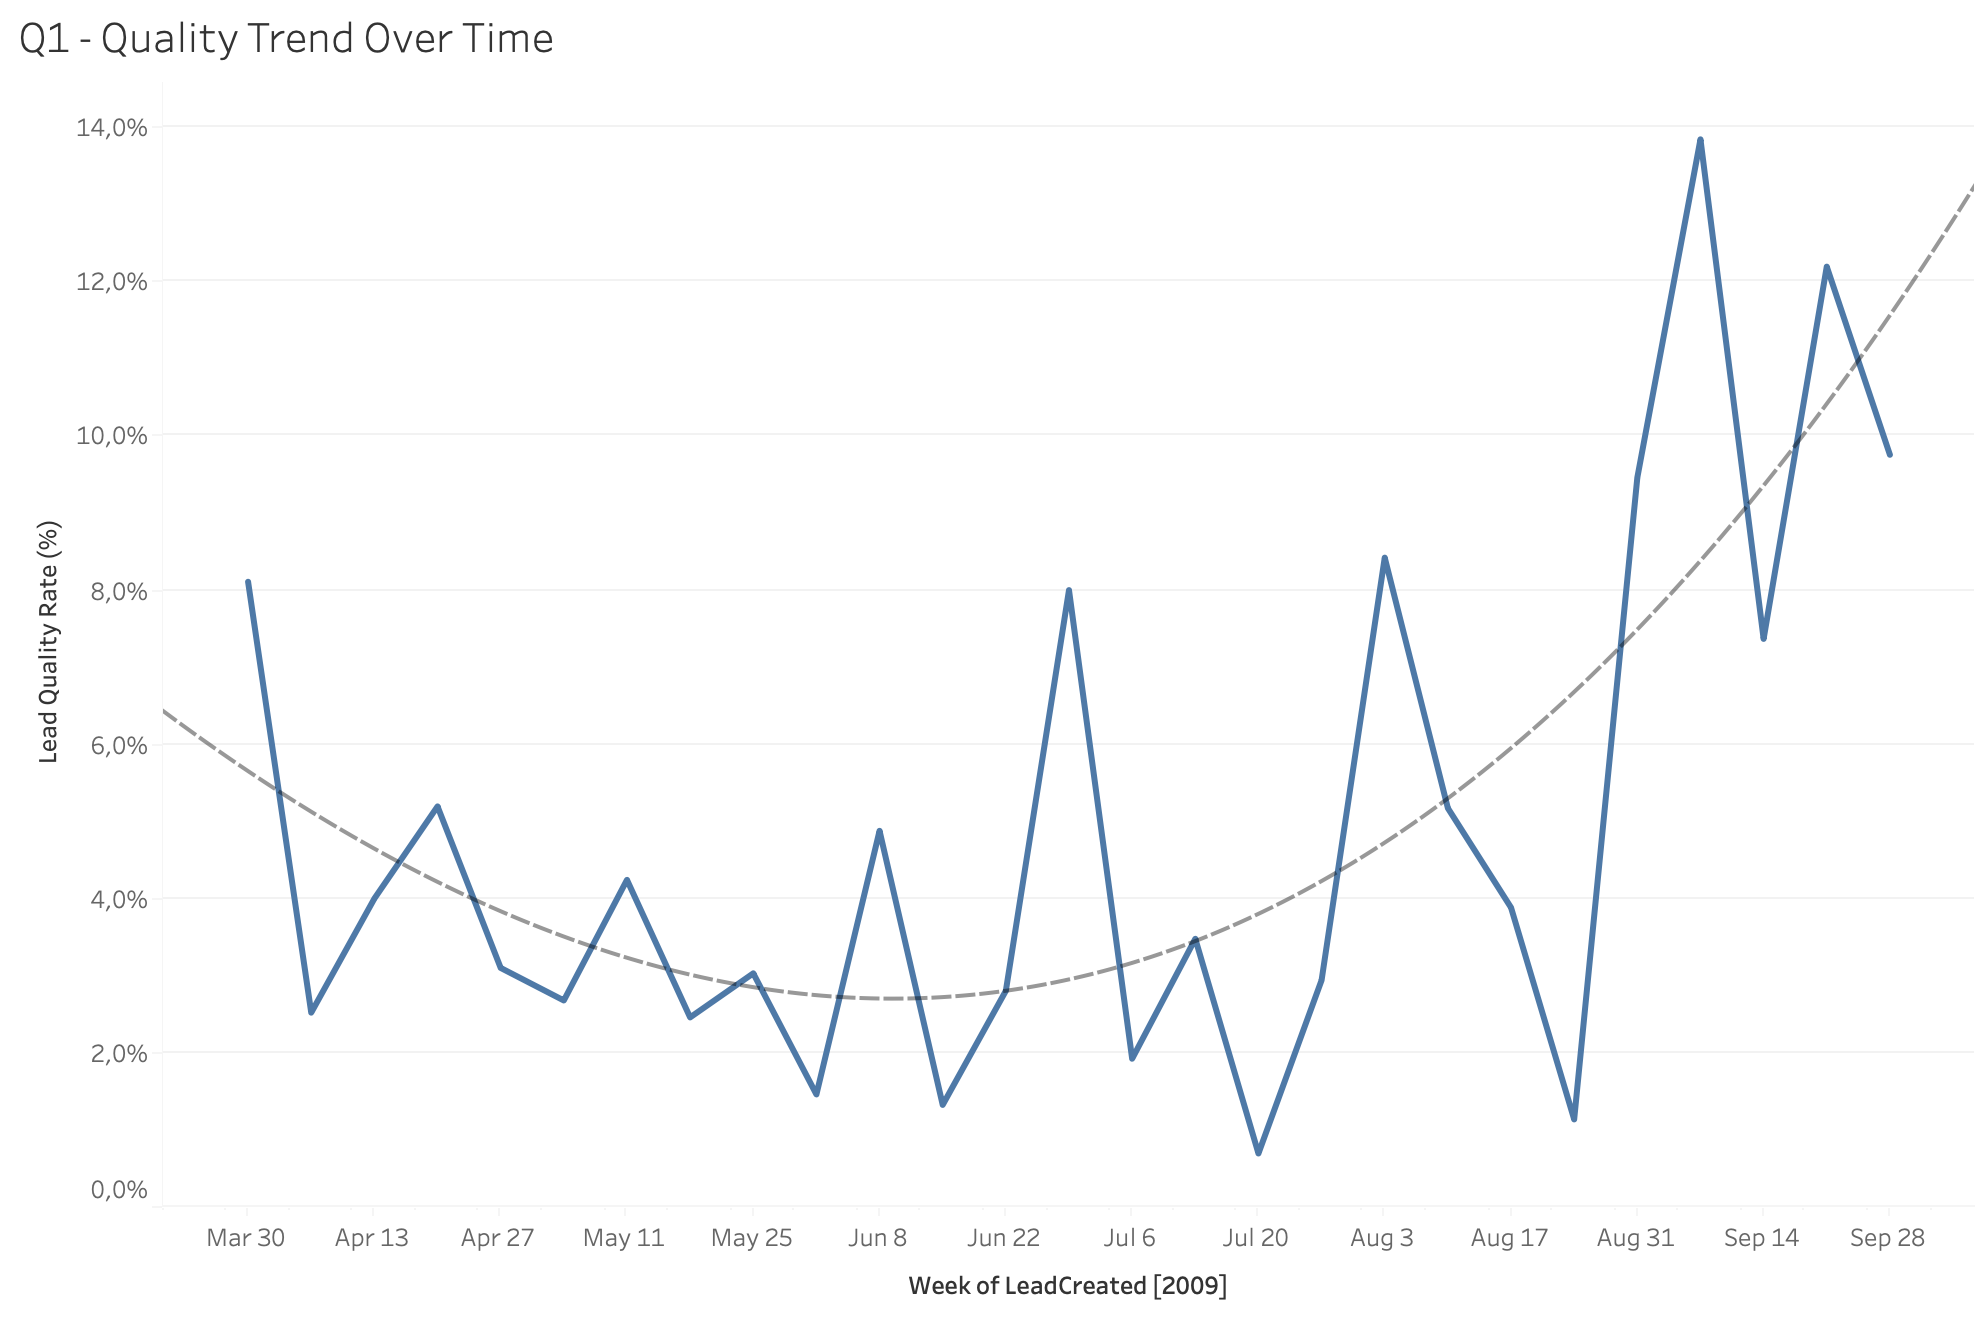 Q1 - Quality Trend Over Time
14,0%
12,0%
10,0%
8,0%
6,0%
4,0%
2,0%
0,0%
Lead Quality Rate (%)
Mar 30 Apr 13 Apr 27 May 11 May 25 Jun 8 Jun 22 Jul 6 Jul 20 Aug 3 Aug 17 Aug 31 Sep 14 Sep 28
Week of LeadCreated [2009]